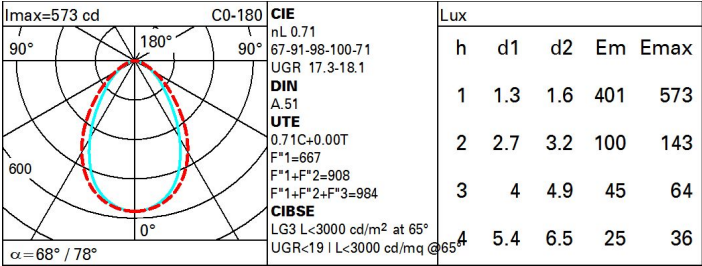 Imax=573 cd C0-180
90° 180° 90°
600
0°
α=68° / 78°
CIE
nL 0.71
67-91-98-100-71
UGR 17.3-18.1
DIN
A.51
UTE
0.71C+0.00T
F"1=667
F"1+F"2=908
F"1+F"2+F"3=984
CIBSE
LG3 L<3000 cd/m² at 65°
UGR<19 | L<3000 cd/mq @65°
Lux
h d1 d2 Em Emax
1 1.3 1.6 401 573
2 2.7 3.2 100 143
3 4 4.9 45 64
4 5.4 6.5 25 36